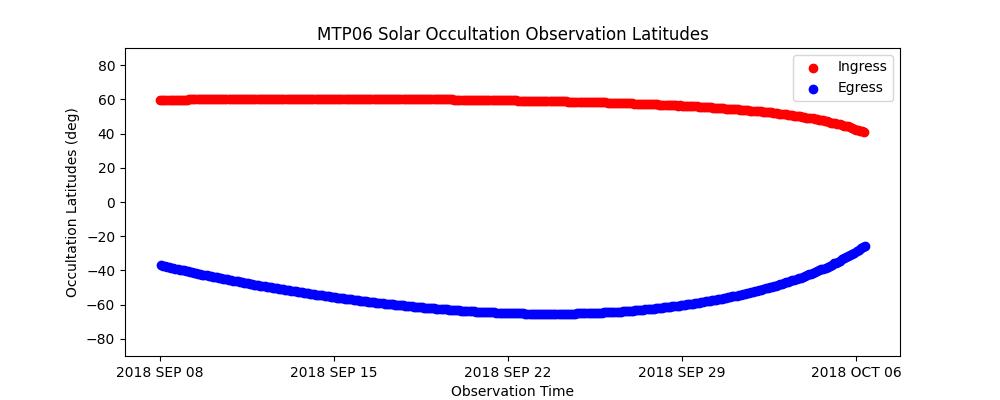 MTP06 Solar Occultation Observation Latitudes
Ingress
Egress
Occultation Latitudes (deg)
80
60
40
20
0
−20
−40
−60
−80
2018 SEP 08
2018 SEP 15
2018 SEP 22
2018 SEP 29
2018 OCT 06
Observation Time